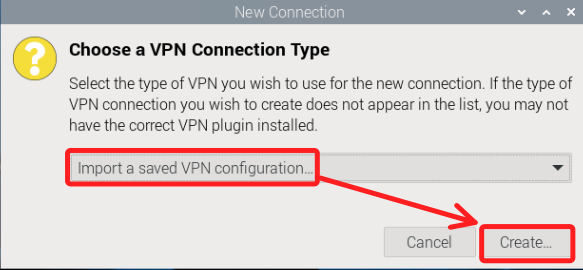 New Connection
Choose a VPN Connection Type
Select the type of VPN you wish to use for the new connection. If the type of
VPN connection you wish to create does not appear in the list, you may not
have the correct VPN plugin installed.
Import a saved VPN configuration...
Cancel
Create...